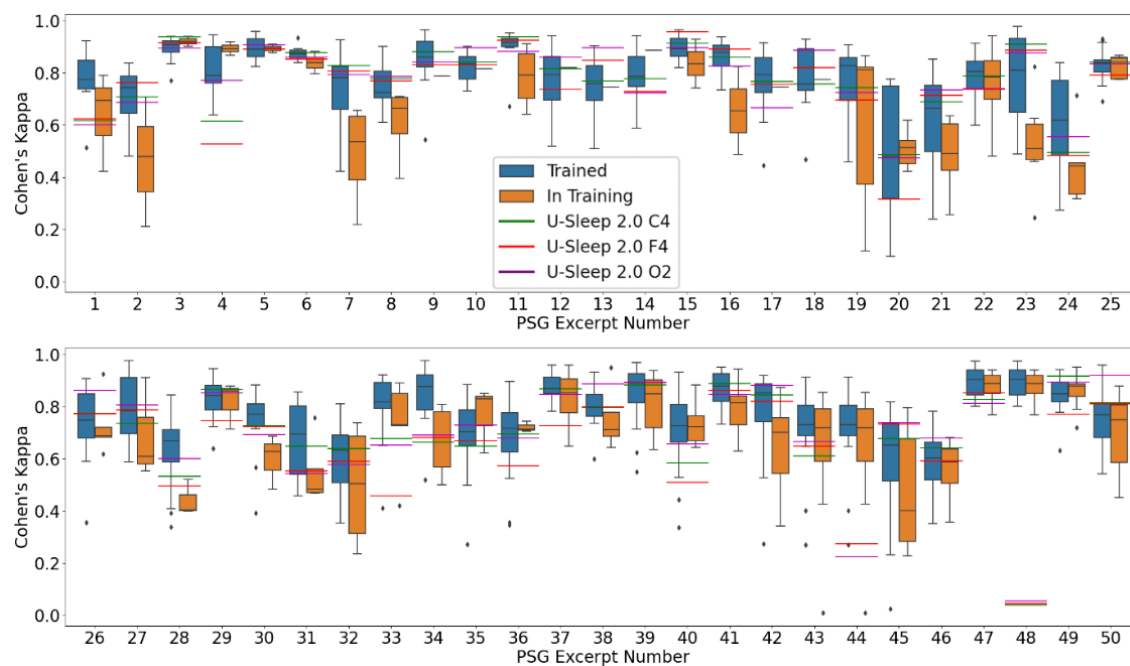 1.0
0.8
0.6
0.4
0.2
0.0
Cohen's Kappa
Trained
In Training
U-Sleep 2.0 C4
U-Sleep 2.0 F4
U-Sleep 2.0 O2
1 2 3 4 5 6 7 8 9 10 11 12 13 14 15 16 17 18 19 20 21 22 23 24 25
PSG Excerpt Number
1.0
0.8
0.6
0.4
0.2
0.0
Cohen's Kappa
26 27 28 29 30 31 32 33 34 35 36 37 38 39 40 41 42 43 44 45 46 47 48 49 50
PSG Excerpt Number